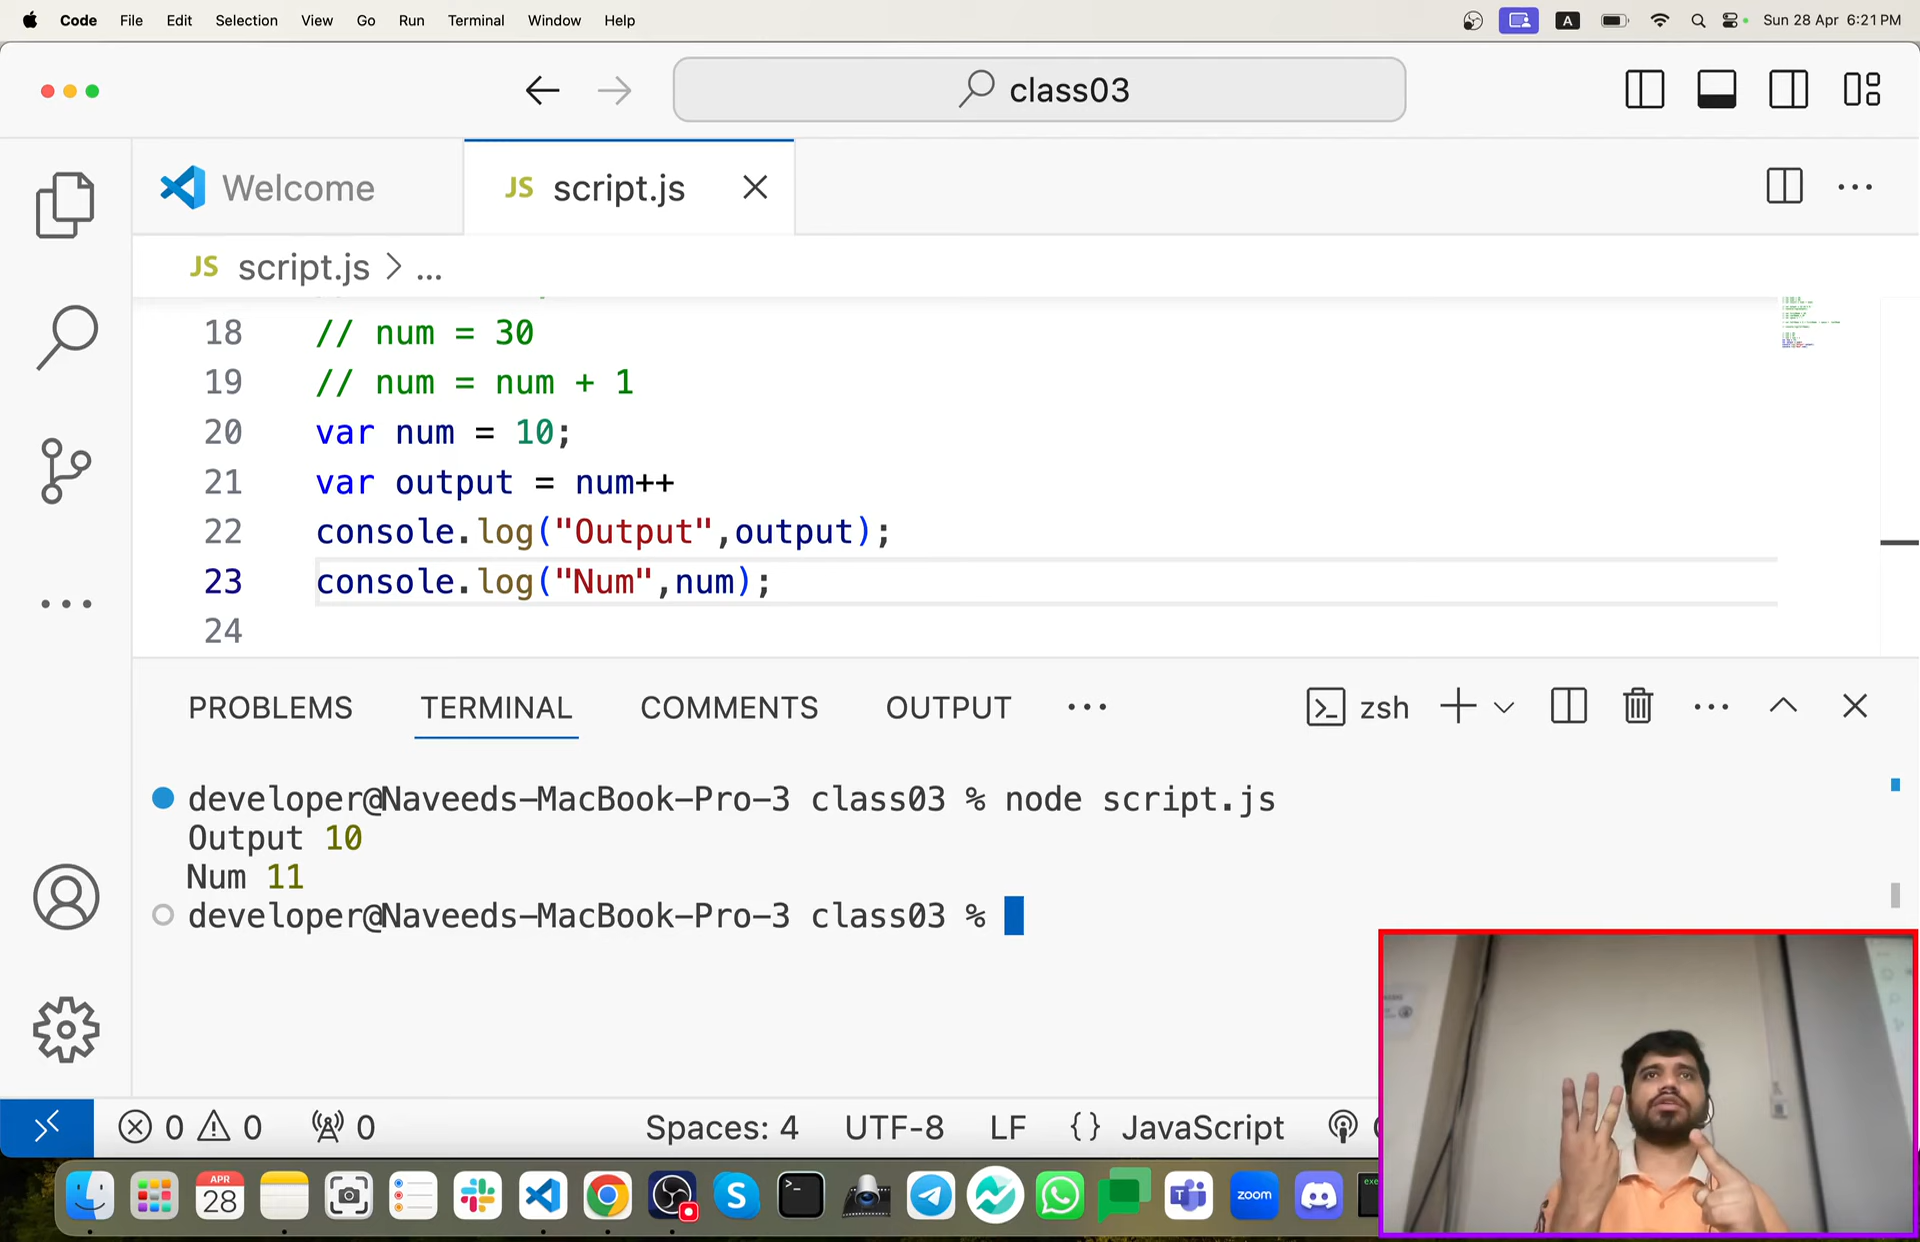 Code File Edit Selection View Go Run Terminal Window Help
A Sun 28 Apr 6:21 PM
class03
Welcome
JS script.js
JS script.js > ...
18 // num = 30
19 // num = num + 1
20 var num = 10;
21 var output = num++
22 console.log("Output",output);
23 console.log("Num",num);
24
PROBLEMS TERMINAL COMMENTS OUTPUT
zsh
developer@Naveeds-MacBook-Pro-3 class03 % node script.js
Output 10
Num 11
developer@Naveeds-MacBook-Pro-3 class03 %
0 0 0
Spaces: 4 UTF-8 LF {} JavaScript
APR
28
S
zoom
exe